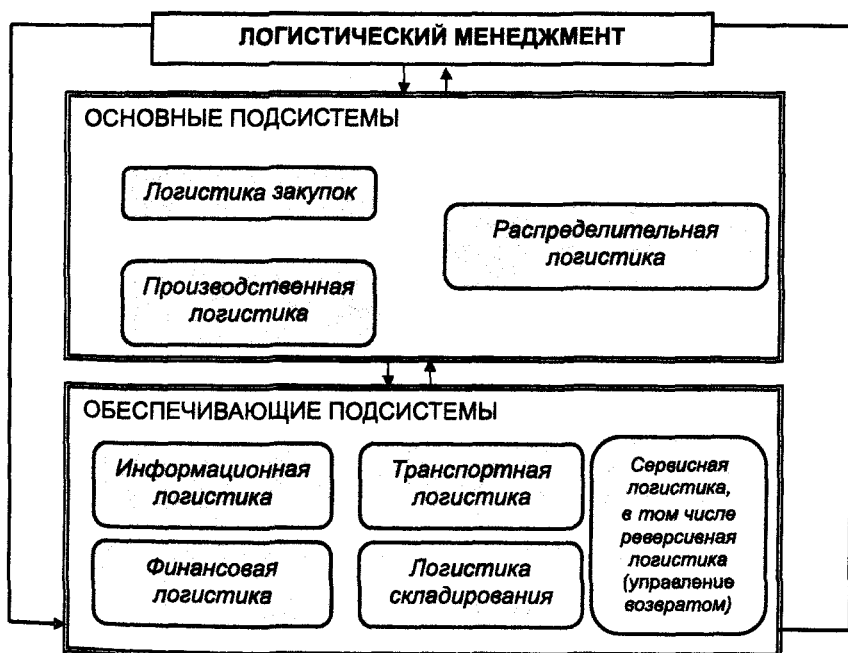 ЛОГИСТИЧЕСКИЙ МЕНЕДЖМЕНТ
ОСНОВНЫЕ ПОДСИСТЕМЫ
Логистика закупок
Производственная
логистика
Распределительная
логистика
ОБЕСПЕЧИВАЮЩИЕ ПОДСИСТЕМЫ
Информационная
логистика
Транспортная
логистика
Финансовая
логистика
Логистика
складирования
Сервисная
логистика,
в том числе
реверсивная
логистика
(управление
возвратом)